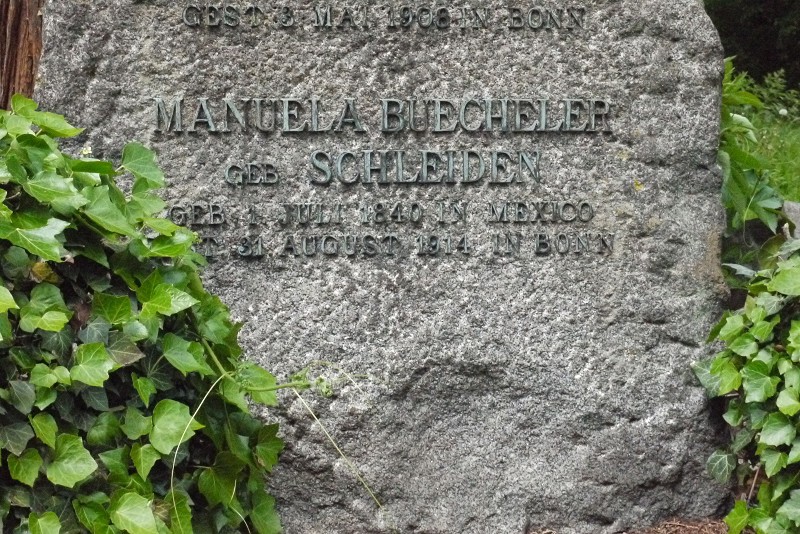 GEST 3. MAI 1908 IN BONN
MANUELA BUECHELER
GEB SCHLEIDEN
GEB. 1. JULI 1840 IN MEXICO
31. AUGUST 1914 IN BONN